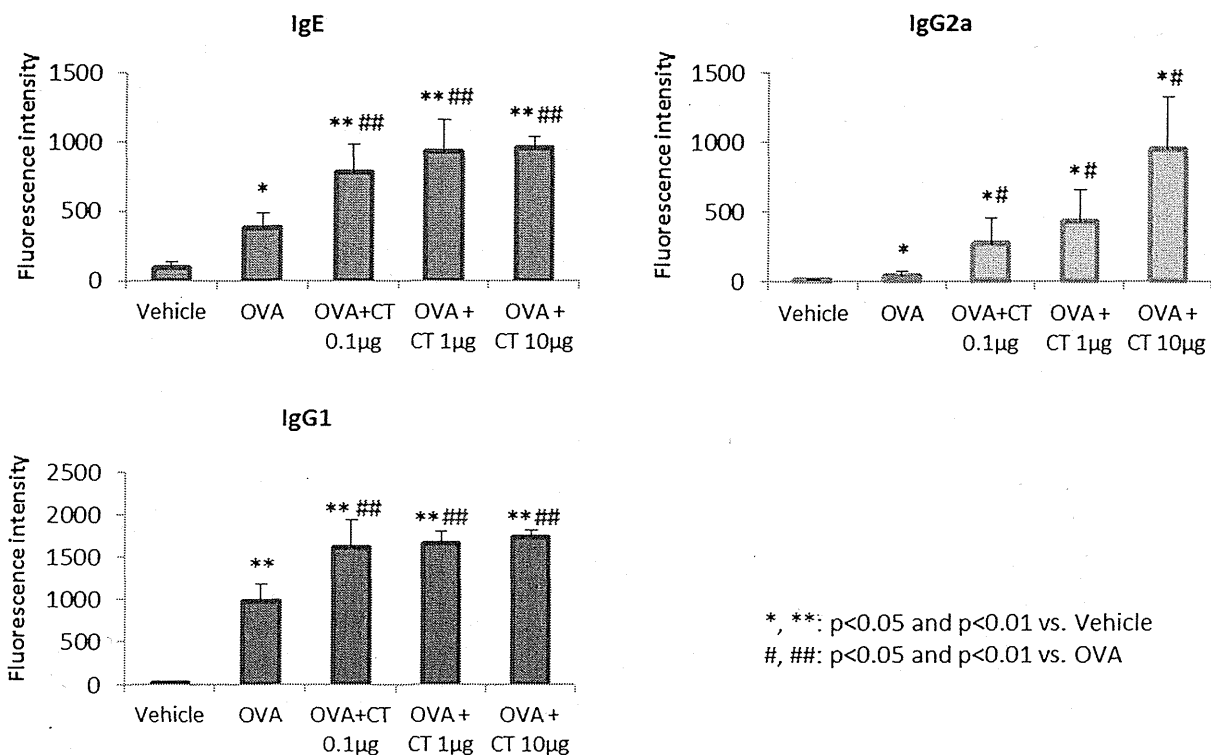 IgE
Fluorescence intensity
1500
1000
500
0
*
** ##
** ##
** ##
Vehicle
OVA
OVA+CT
0.1μg
OVA +
CT 1μg
OVA +
CT 10μg
IgG2a
Fluorescence intensity
1500
1000
500
0
*
*#
*#
*#
Vehicle
OVA
OVA+CT
0.1μg
OVA +
CT 1μg
OVA +
CT 10μg
IgG1
Fluorescence intensity
2500
2000
1500
1000
500
0
**
** ##
** ##
** ##
Vehicle
OVA
OVA+CT
0.1μg
OVA +
CT 1μg
OVA +
CT 10μg
*, **: p<0.05 and p<0.01 vs. Vehicle
#, ##: p<0.05 and p<0.01 vs. OVA